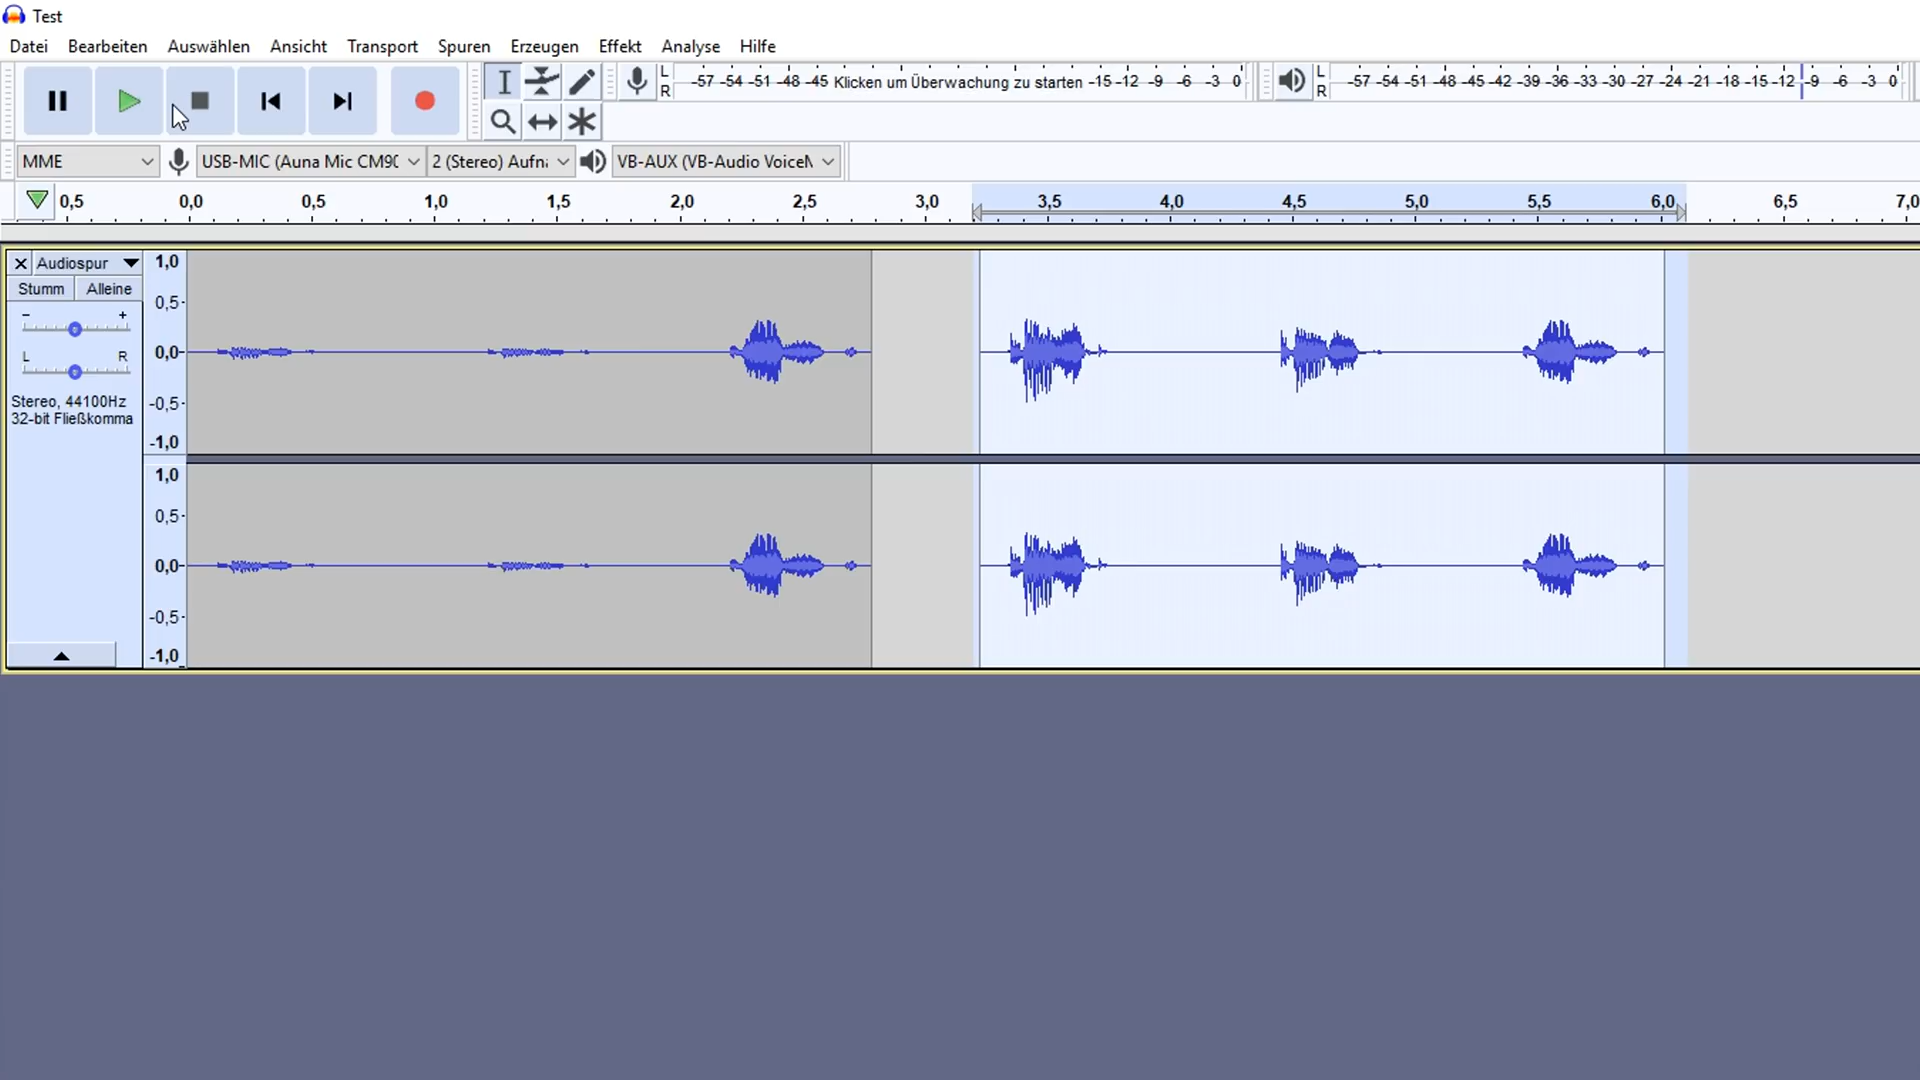 Test
Datei Bearbeiten Auswählen Ansicht Transport Spuren Erzeugen Effekt Analyse Hilfe
L
R
-57 -54 -51 -48 -45 Klicken um Überwachung zu starten -15 -12 -9 -6 -3 0
L
R
-57 -54 -51 -48 -45 -42 -39 -36 -33 -30 -27 -24 -21 -18 -15 -12 -9 -6 -3 0
MME USB-MIC (Auna Mic CM90 2 (Stereo) Aufn VB-AUX (VB-Audio Voice
0,5 0,0 0,5 1,0 1,5 2,0 2,5 3,0 3,5 4,0 4,5 5,0 5,5 6,0 6,5 7,0
Audiospur
Stumm Alleine
- +
L R
Stereo, 44100Hz
32-bit Fließkomma
1,0
0,5-
0,0-
-0,5-
-1,0
1,0
0,5-
0,0-
-0,5-
-1,0